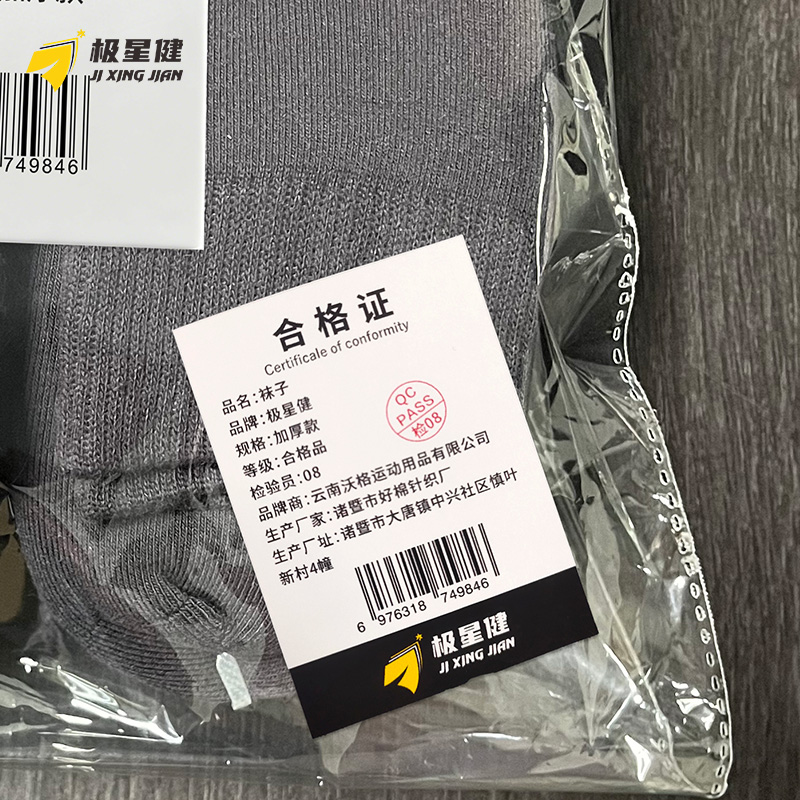 极星健
JI XING JIAN
749846
合格证
Certificale of conformity
品名:袜子
品牌:极星健
规格:加厚款
等级:合格品
检验员:08
QC
PASS
检08
品牌商:云南沃格运动用品有限公司
生产厂家:诸暨市好棉针织厂
生产厂址:诸暨市大唐镇中兴社区慎叶
新村4幢
6 976318 749846
极星健
JI XING JIAN